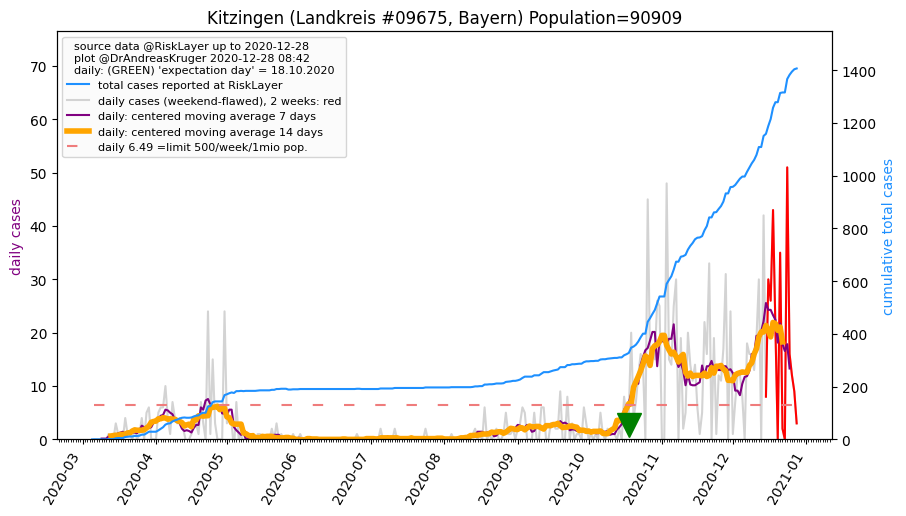 Kitzingen (Landkreis #09675, Bayern) Population=90909
source data @RiskLayer up to 2020-12-28
plot @DrAndreasKruger 2020-12-28 08:42
daily: (GREEN) 'expectation day' = 18.10.2020
total cases reported at RiskLayer
daily cases (weekend-flawed), 2 weeks: red
daily: centered moving average 7 days
daily: centered moving average 14 days
daily 6.49 =limit 500/week/1mio pop.
daily cases
70
60
50
40
30
20
10
0
cumulative total cases
1400
1200
1000
800
600
400
200
0
2020-03
2020-04
2020-05
2020-06
2020-07
2020-08
2020-09
2020-10
2020-11
2020-12
2021-01